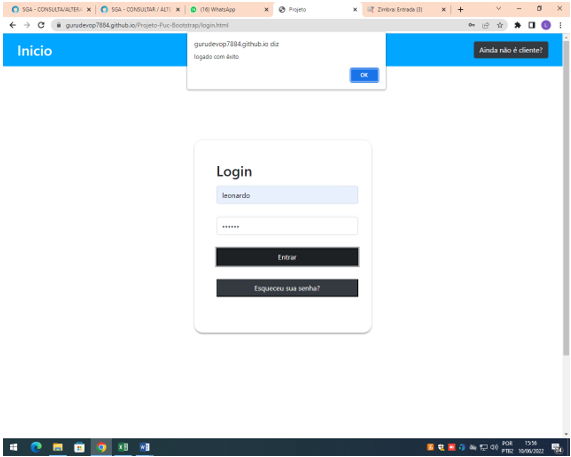 SGA - CONSULTA/ALTER
SGA - CONSULTAR / ALTE
(16) WhatsApp
Projeto
Zimbra: Entrada (3)
gurudevop7884.github.io/Projeto-Puc-Bootstrap/login.html
Inicio
gurudevop7884.github.io diz
logado com êxito
OK
Ainda não é cliente?
Login
leonardo
••••••
Entrar
Esqueceu sua senha?
POR
PTB2
15:56
10/06/2022